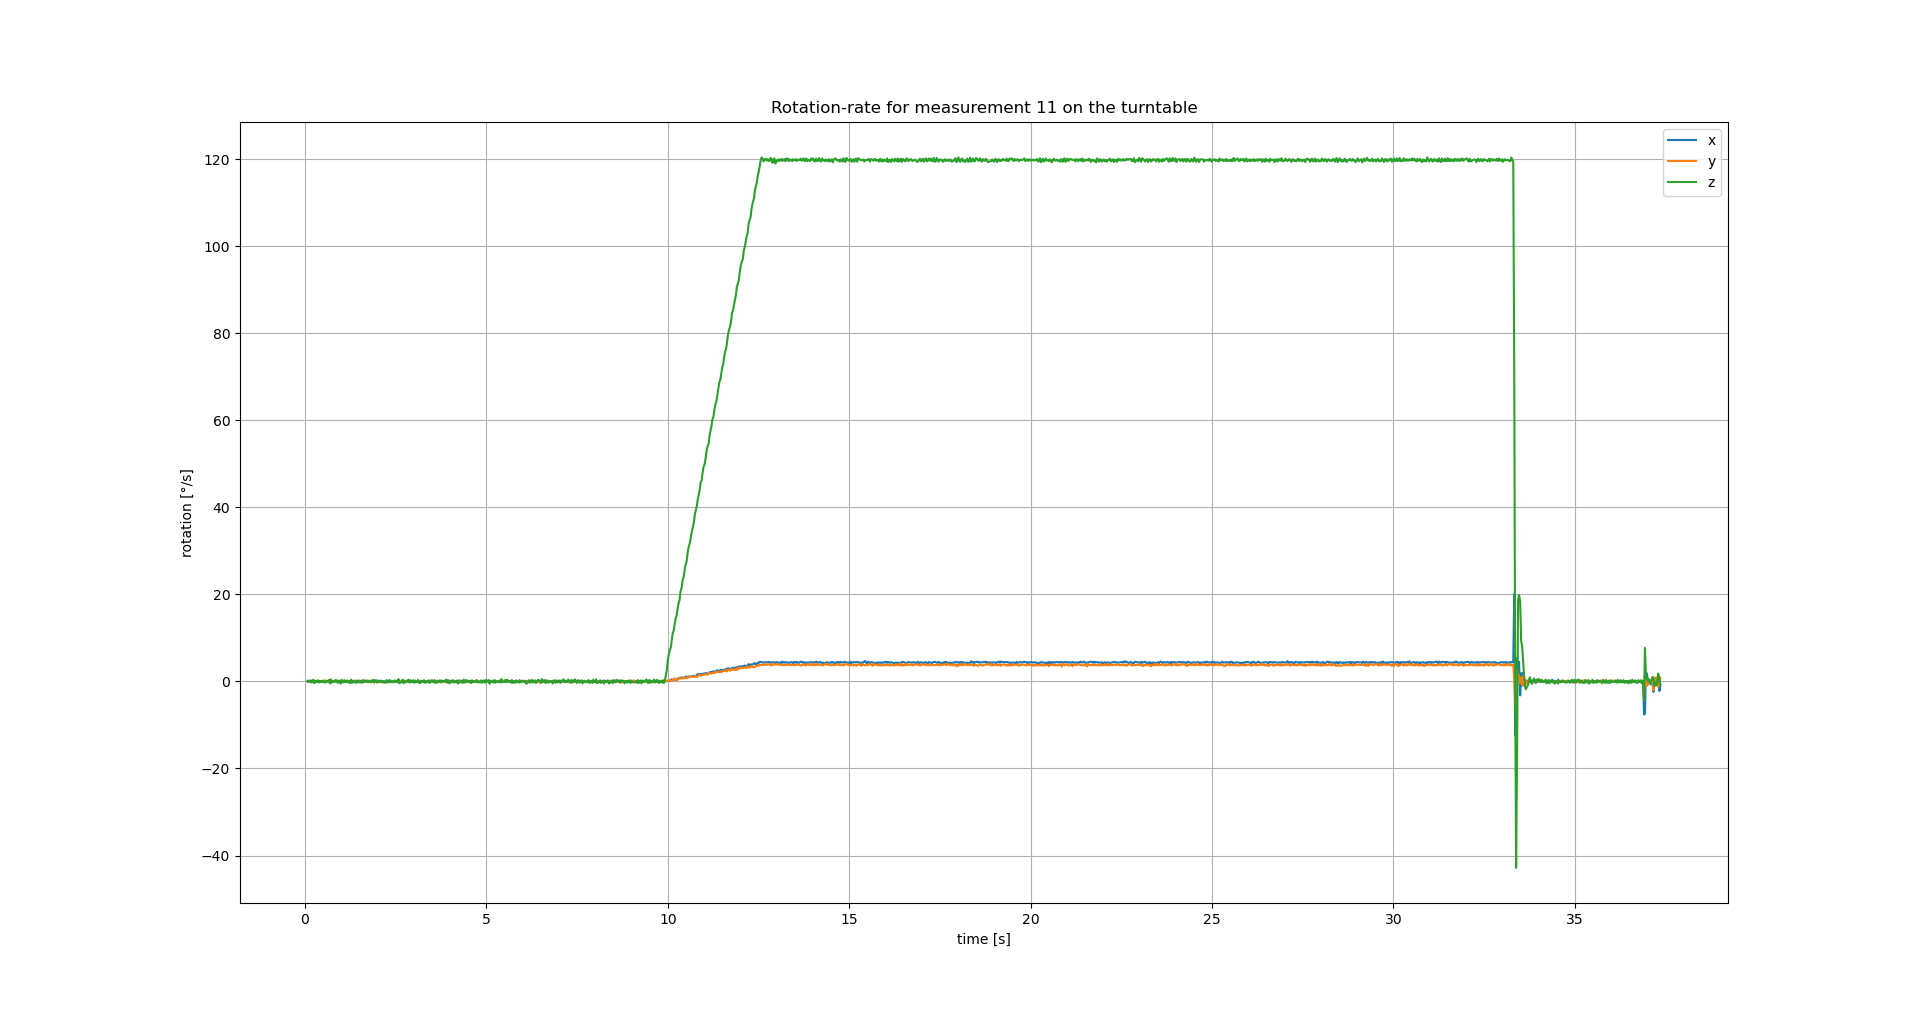 Rotation-rate for measurement 11 on the turntable
x
y
z
120
100
80
60
40
20
0
−20
−40
rotation [°/s]
0 5 10 15 20 25 30 35
time [s]